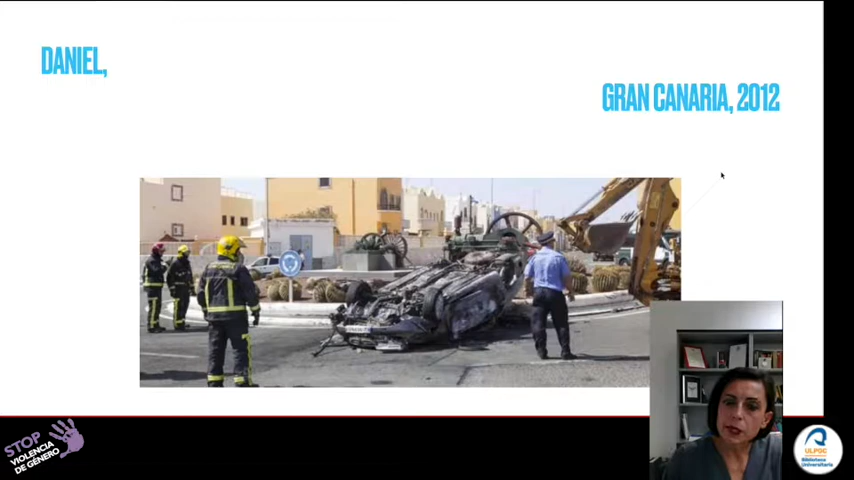 DANIEL,
GRAN CANARIA, 2012
STOP
VIOLENCIA
DE GÉNERO
ULPGC
Biblioteca
Universitaria